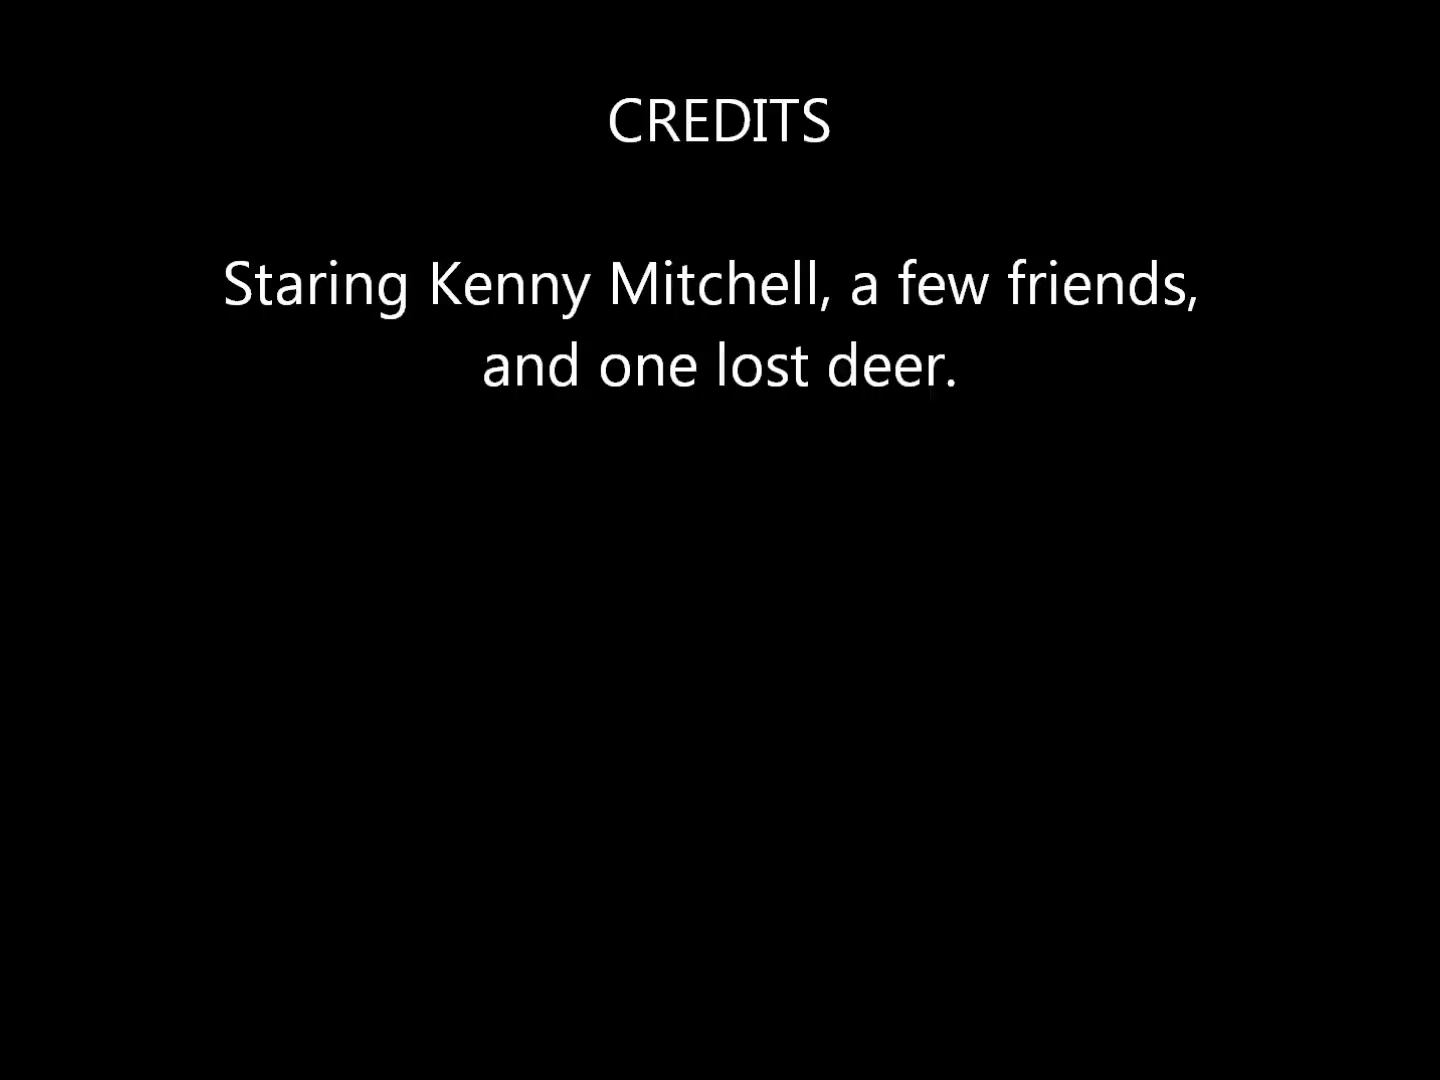 CREDITS
Staring Kenny Mitchell, a few friends,
and one lost deer.